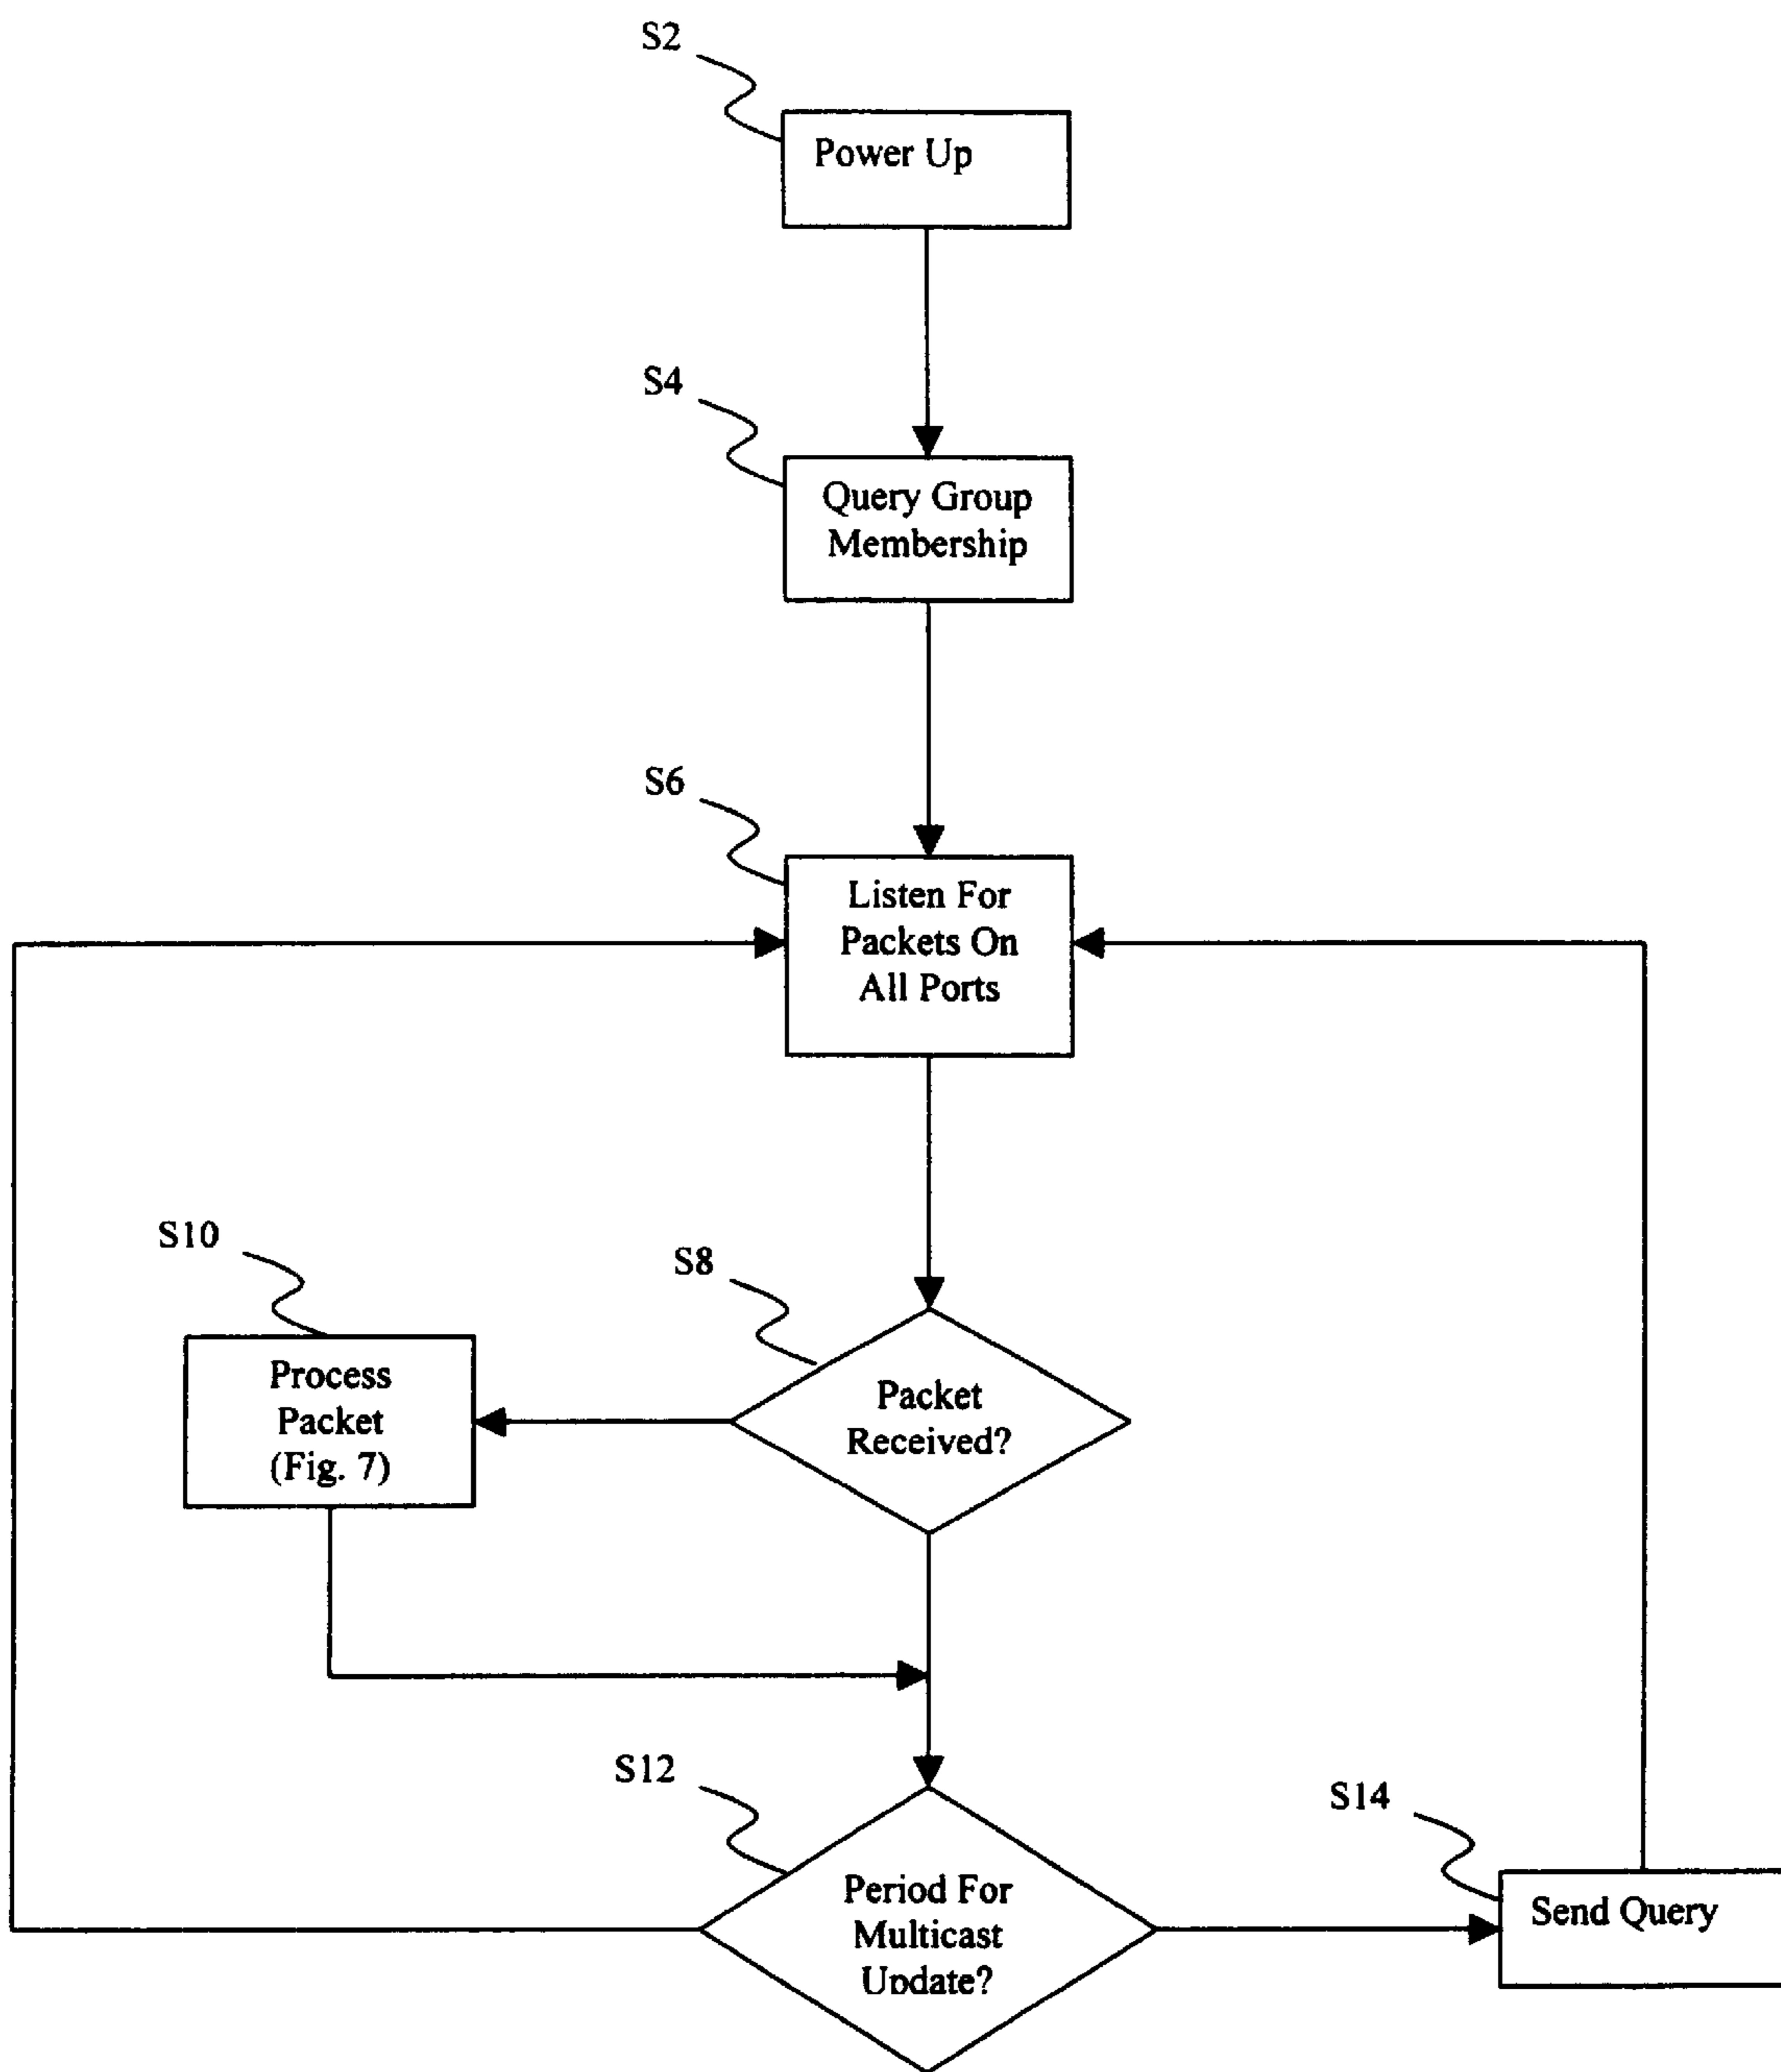 S2
Power Up
S4
Query Group
Membership
S6
Listen For
Packets On
All Ports
S10
S8
Process
Packet
(Fig. 7)
Packet
Received?
S12
S14
Period For
Multicast
Update?
Send Query